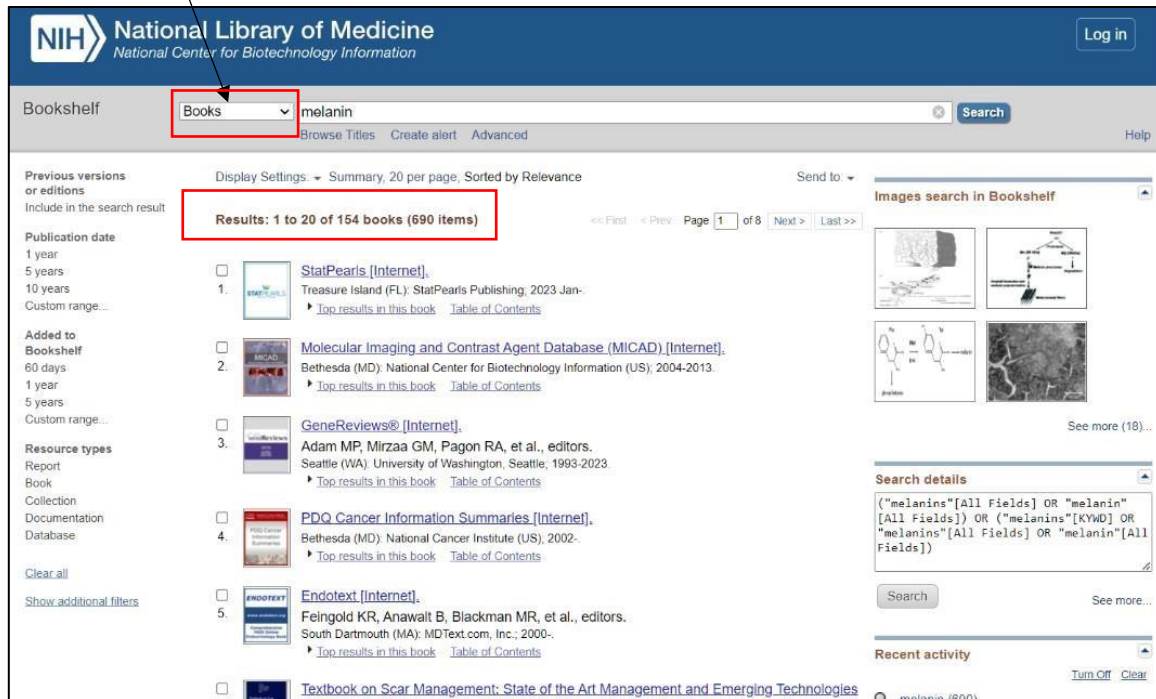 NIH National Library of Medicine
National Center for Biotechnology Information
Log in
Bookshelf
Books melanin Search
Browse Titles Create alert Advanced
Help
Previous versions
or editions
Include in the search result
Publication date
1 year
5 years
10 years
Custom range...
Added to
Bookshelf
60 days
1 year
5 years
Custom range...
Resource types
Report
Book
Collection
Documentation
Database
Clear all
Show additional filters
Display Settings: Summary, 20 per page, Sorted by Relevance
Send to:
Results: 1 to 20 of 154 books (690 items)
<< First < Prev Page 1 of 8 Next > Last >>
1.
STATPEARLS
StatPearls [Internet].
Treasure Island (FL): StatPearls Publishing; 2023 Jan-.
Top results in this book Table of Contents
2.
MICAD
Molecular Imaging and Contrast Agent Database (MICAD) [Internet].
Bethesda (MD): National Center for Biotechnology Information (US); 2004-2013.
Top results in this book Table of Contents
3.
GeneReviews
GeneReviews® [Internet].
Adam MP, Mirzaa GM, Pagon RA, et al., editors.
Seattle (WA): University of Washington, Seattle; 1993-2023.
Top results in this book Table of Contents
4.
PDQ Cancer
Information
Summaries
PDQ Cancer Information Summaries [Internet].
Bethesda (MD): National Cancer Institute (US); 2002-.
Top results in this book Table of Contents
5.
ENDOTEXT
Endotext [Internet].
Feingold KR, Anawalt B, Blackman MR, et al., editors.
South Dartmouth (MA): MDText.com, Inc.; 2000-.
Top results in this book Table of Contents
Textbook on Scar Management: State of the Art Management and Emerging Technologies
Images search in Bookshelf
See more (18)...
Search details
("melanins"[All Fields] OR "melanin"
[All Fields]) OR ("melanins"[KYWD] OR
"melanins"[All Fields] OR "melanin"[All
Fields])
Search
See more...
Recent activity
Turn Off Clear
melanin (690)